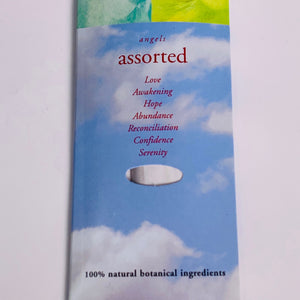 angels
assorted
Love
Awakening
Hope
Abundance
Reconciliation
Confidence
Serenity
100% natural botanical ingredients